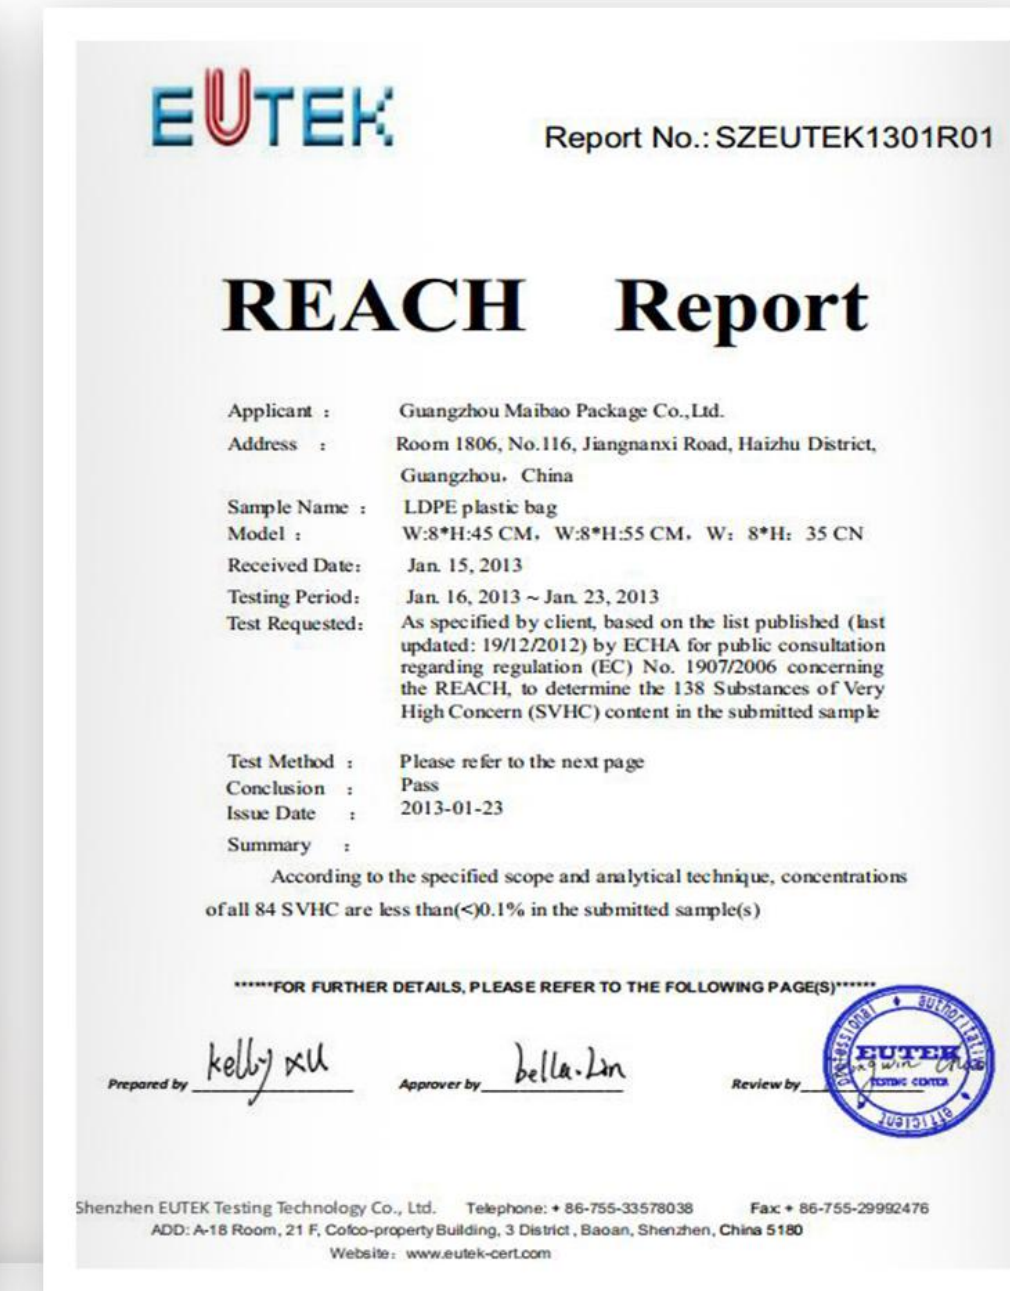 EUTEK
Report No.: SZEUTEK1301R01
REACH Report
Applicant : Guangzhou Maibao Package Co.,Ltd.
Address : Room 1806, No.116, Jiangnanxi Road, Haizhu District,
Guangzhou, China
Sample Name : LDPE plastic bag
Model : W:8*H:45 CM, W:8*H:55 CM, W: 8*H: 35 CN
Received Date: Jan. 15, 2013
Testing Period: Jan. 16, 2013 ~ Jan. 23, 2013
Test Requested: As specified by client, based on the list published (last
updated: 19/12/2012) by ECHA for public consultation
regarding regulation (EC) No. 1907/2006 concerning
the REACH, to determine the 138 Substances of Very
High Concern (SVHC) content in the submitted sample
Test Method : Please refer to the next page
Conclusion : Pass
Issue Date : 2013-01-23
Summary :
According to the specified scope and analytical technique, concentrations
of all 84 SVHC are less than(<)0.1% in the submitted sample(s)
******FOR FURTHER DETAILS, PLEASE REFER TO THE FOLLOWING PAGE(S)******
Prepared by kelly xu Approver by bella.Lin Review by
professional authoritative efficient
EUTEK
TESTING CENTER
Shenzhen EUTEK Testing Technology Co., Ltd. Telephone: + 86-755-33578038 Fax: + 86-755-29992476
ADD: A-18 Room, 21 F, Cofco-property Building, 3 District , Baoan, Shenzhen, China 5180
Website: www.eutek-cert.com